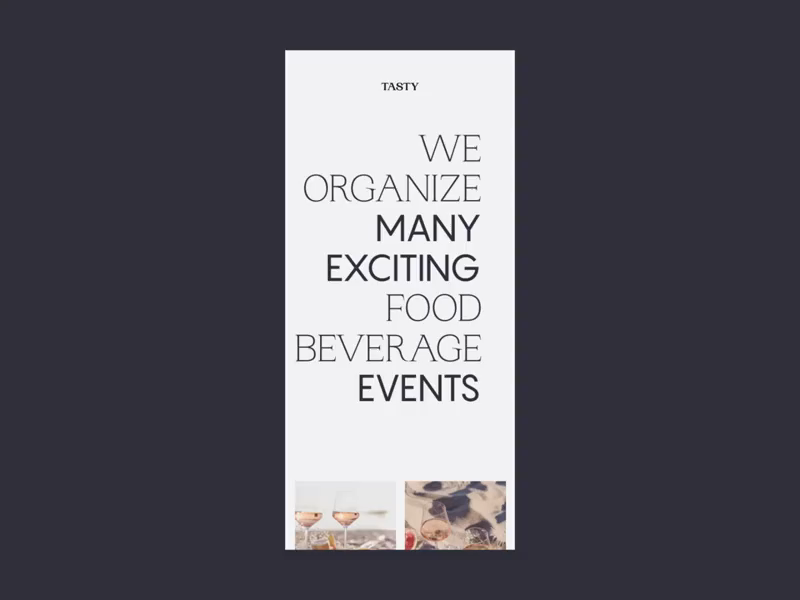 TASTY
WE
ORGANIZE
MANY
EXCITING
FOOD
BEVERAGE
EVENTS